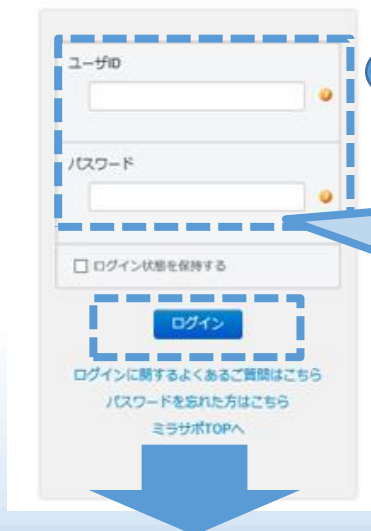 ユーザID
パスワード
ログイン状態を保持する
ログイン
ログインに関するよくあるご質問はこちら
パスワードを忘れた方はこちら
ミラサポTOPへ